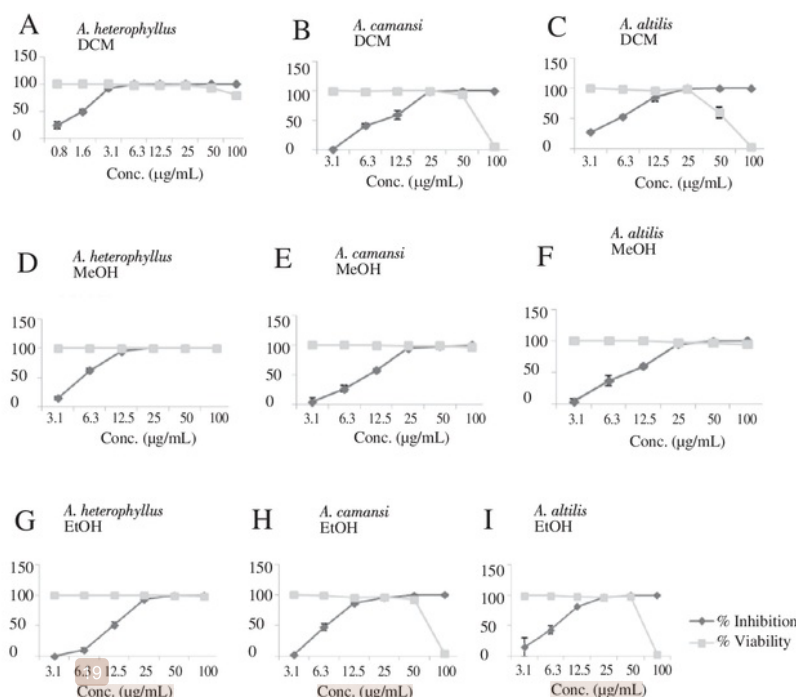 A
A. heterophyllus
DCM
150
100
50
0
0.8 1.6 3.1 6.3 12.5 25 50 100
Conc. (µg/mL)
B
A. camansi
DCM
150
100
50
0
3.1 6.3 12.5 25 50 100
Conc. (µg/mL)
C
A. altilis
DCM
150
100
50
0
3.1 6.3 12.5 25 50 100
Conc. (µg/mL)
D
A. heterophyllus
MeOH
150
100
50
0
3.1 6.3 12.5 25 50 100
Conc. (µg/mL)
E
A. camansi
MeOH
150
100
50
0
3.1 6.3 12.5 25 50 100
Conc. (µg/mL)
F
A. altilis
MeOH
150
100
50
0
3.1 6.3 12.5 25 50 100
Conc. (µg/mL)
G
A. heterophyllus
EtOH
150
100
50
0
3.1 6.3 12.5 25 50 100
39
Conc. (µg/mL)
H
A. camansi
EtOH
150
100
50
0
3.1 6.3 12.5 25 50 100
Conc. (µg/mL)
I
A. altilis
EtOH
150
100
50
0
3.1 6.3 12.5 25 50 100
Conc. (µg/mL)
% Inhibition
% Viability